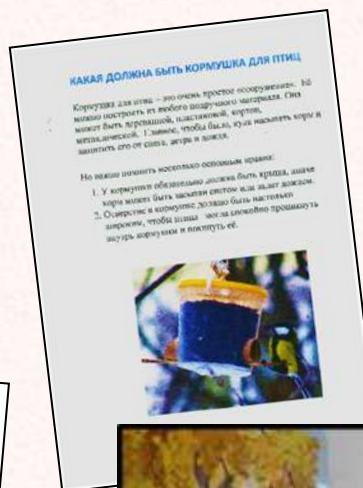 КАКАЯ ДОЛЖНА БЫТЬ КОРМУШКА ДЛЯ ПТИЦ
Кормушка для птиц – это очень простое «сооружение». Её
можно построить из любого подручного материала. Она
может быть деревянной, пластиковой, картон,
металлической. Главное, чтобы было, куда насыпать корм и
защитить его от снега, ветра и дождя.
Но важно помнить несколько основным правил:
1. У кормушки обязательно должна быть крыша, иначе
корм может быть засыпан снегом или залит дождем.
2. Отверстие в кормушке должно быть настолько
широким, чтобы птица могла спокойно проникнуть
внутрь кормушки и покинуть её.